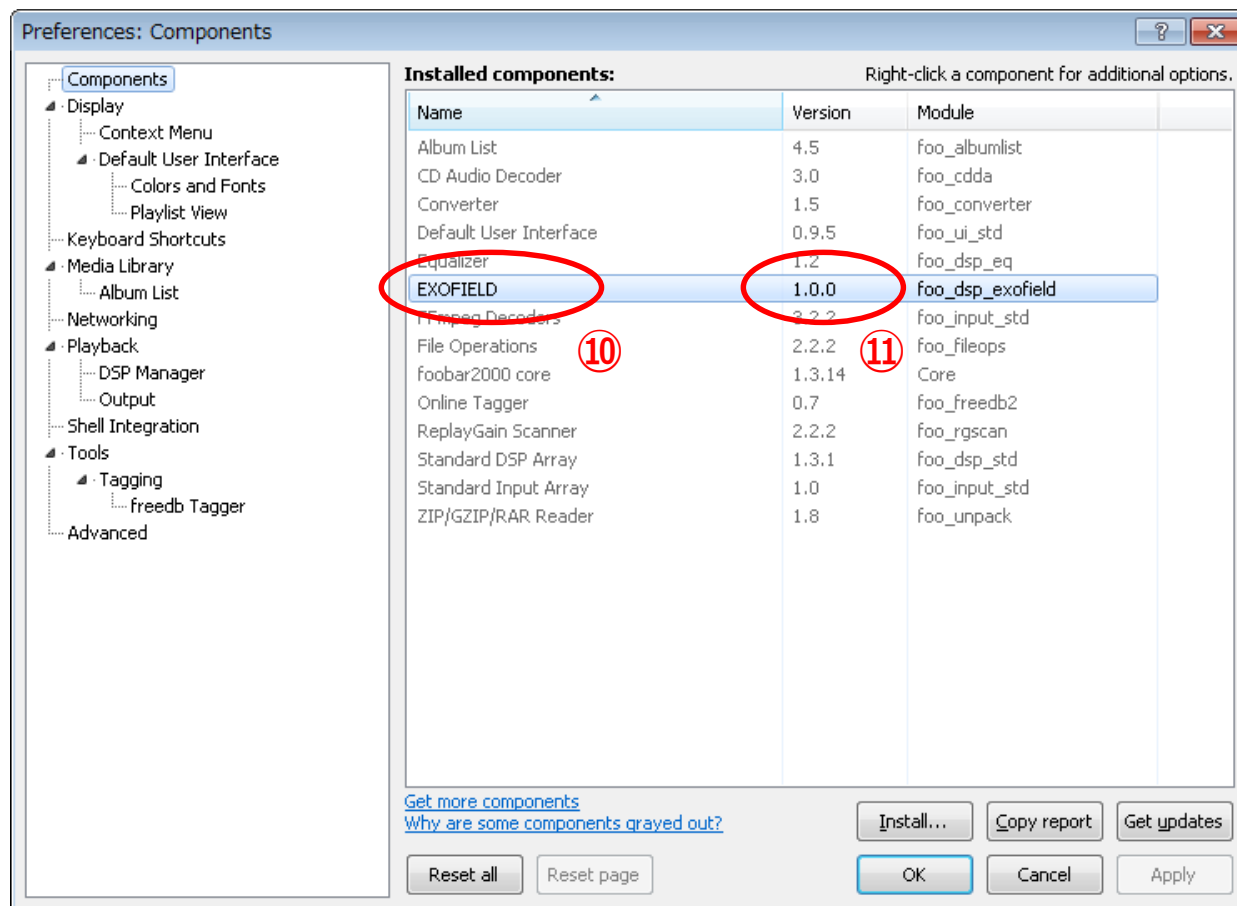 Preferences: Components
Components
Display
Context Menu
Default User Interface
Colors and Fonts
Playlist View
Keyboard Shortcuts
Media Library
Album List
Networking
Playback
DSP Manager
Output
Shell Integration
Tools
Tagging
freedb Tagger
Advanced
Installed components: Right-click a component for additional options.
Name Version Module
Album List 4.5 foo_albumlist
CD Audio Decoder 3.0 foo_cdda
Converter 1.5 foo_converter
Default User Interface 0.9.5 foo_ui_std
Equalizer 1.2 foo_dsp_eq
EXOFIELD 1.0.0 foo_dsp_exofield
FFmpeg Decoders 3.2.2 foo_input_std
File Operations 2.2.2 foo_fileops
⑩ ⑪
foobar2000 core 1.3.14 Core
Online Tagger 0.7 foo_freedb2
ReplayGain Scanner 2.2.2 foo_rgscan
Standard DSP Array 1.3.1 foo_dsp_std
Standard Input Array 1.0 foo_input_std
ZIP/GZIP/RAR Reader 1.8 foo_unpack
Get more components
Why are some components grayed out?
Install... Copy report Get updates
Reset all Reset page OK Cancel Apply